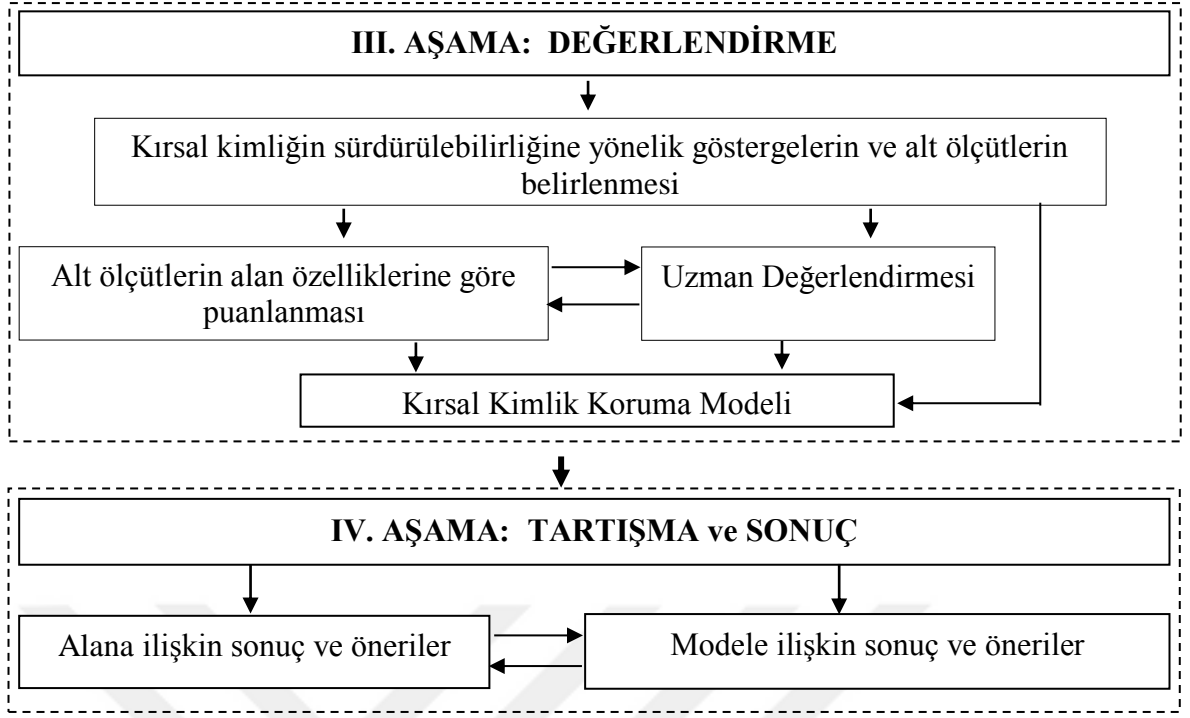 III. AŞAMA: DEĞERLENDİRME
Kırsal kimliğin sürdürülebilirliğine yönelik göstergelerin ve alt ölçütlerin
belirlenmesi
Alt ölçütlerin alan özelliklerine göre
puanlanması
Uzman Değerlendirmesi
Kırsal Kimlik Koruma Modeli
IV. AŞAMA: TARTIŞMA ve SONUÇ
Alana ilişkin sonuç ve öneriler
Modele ilişkin sonuç ve öneriler